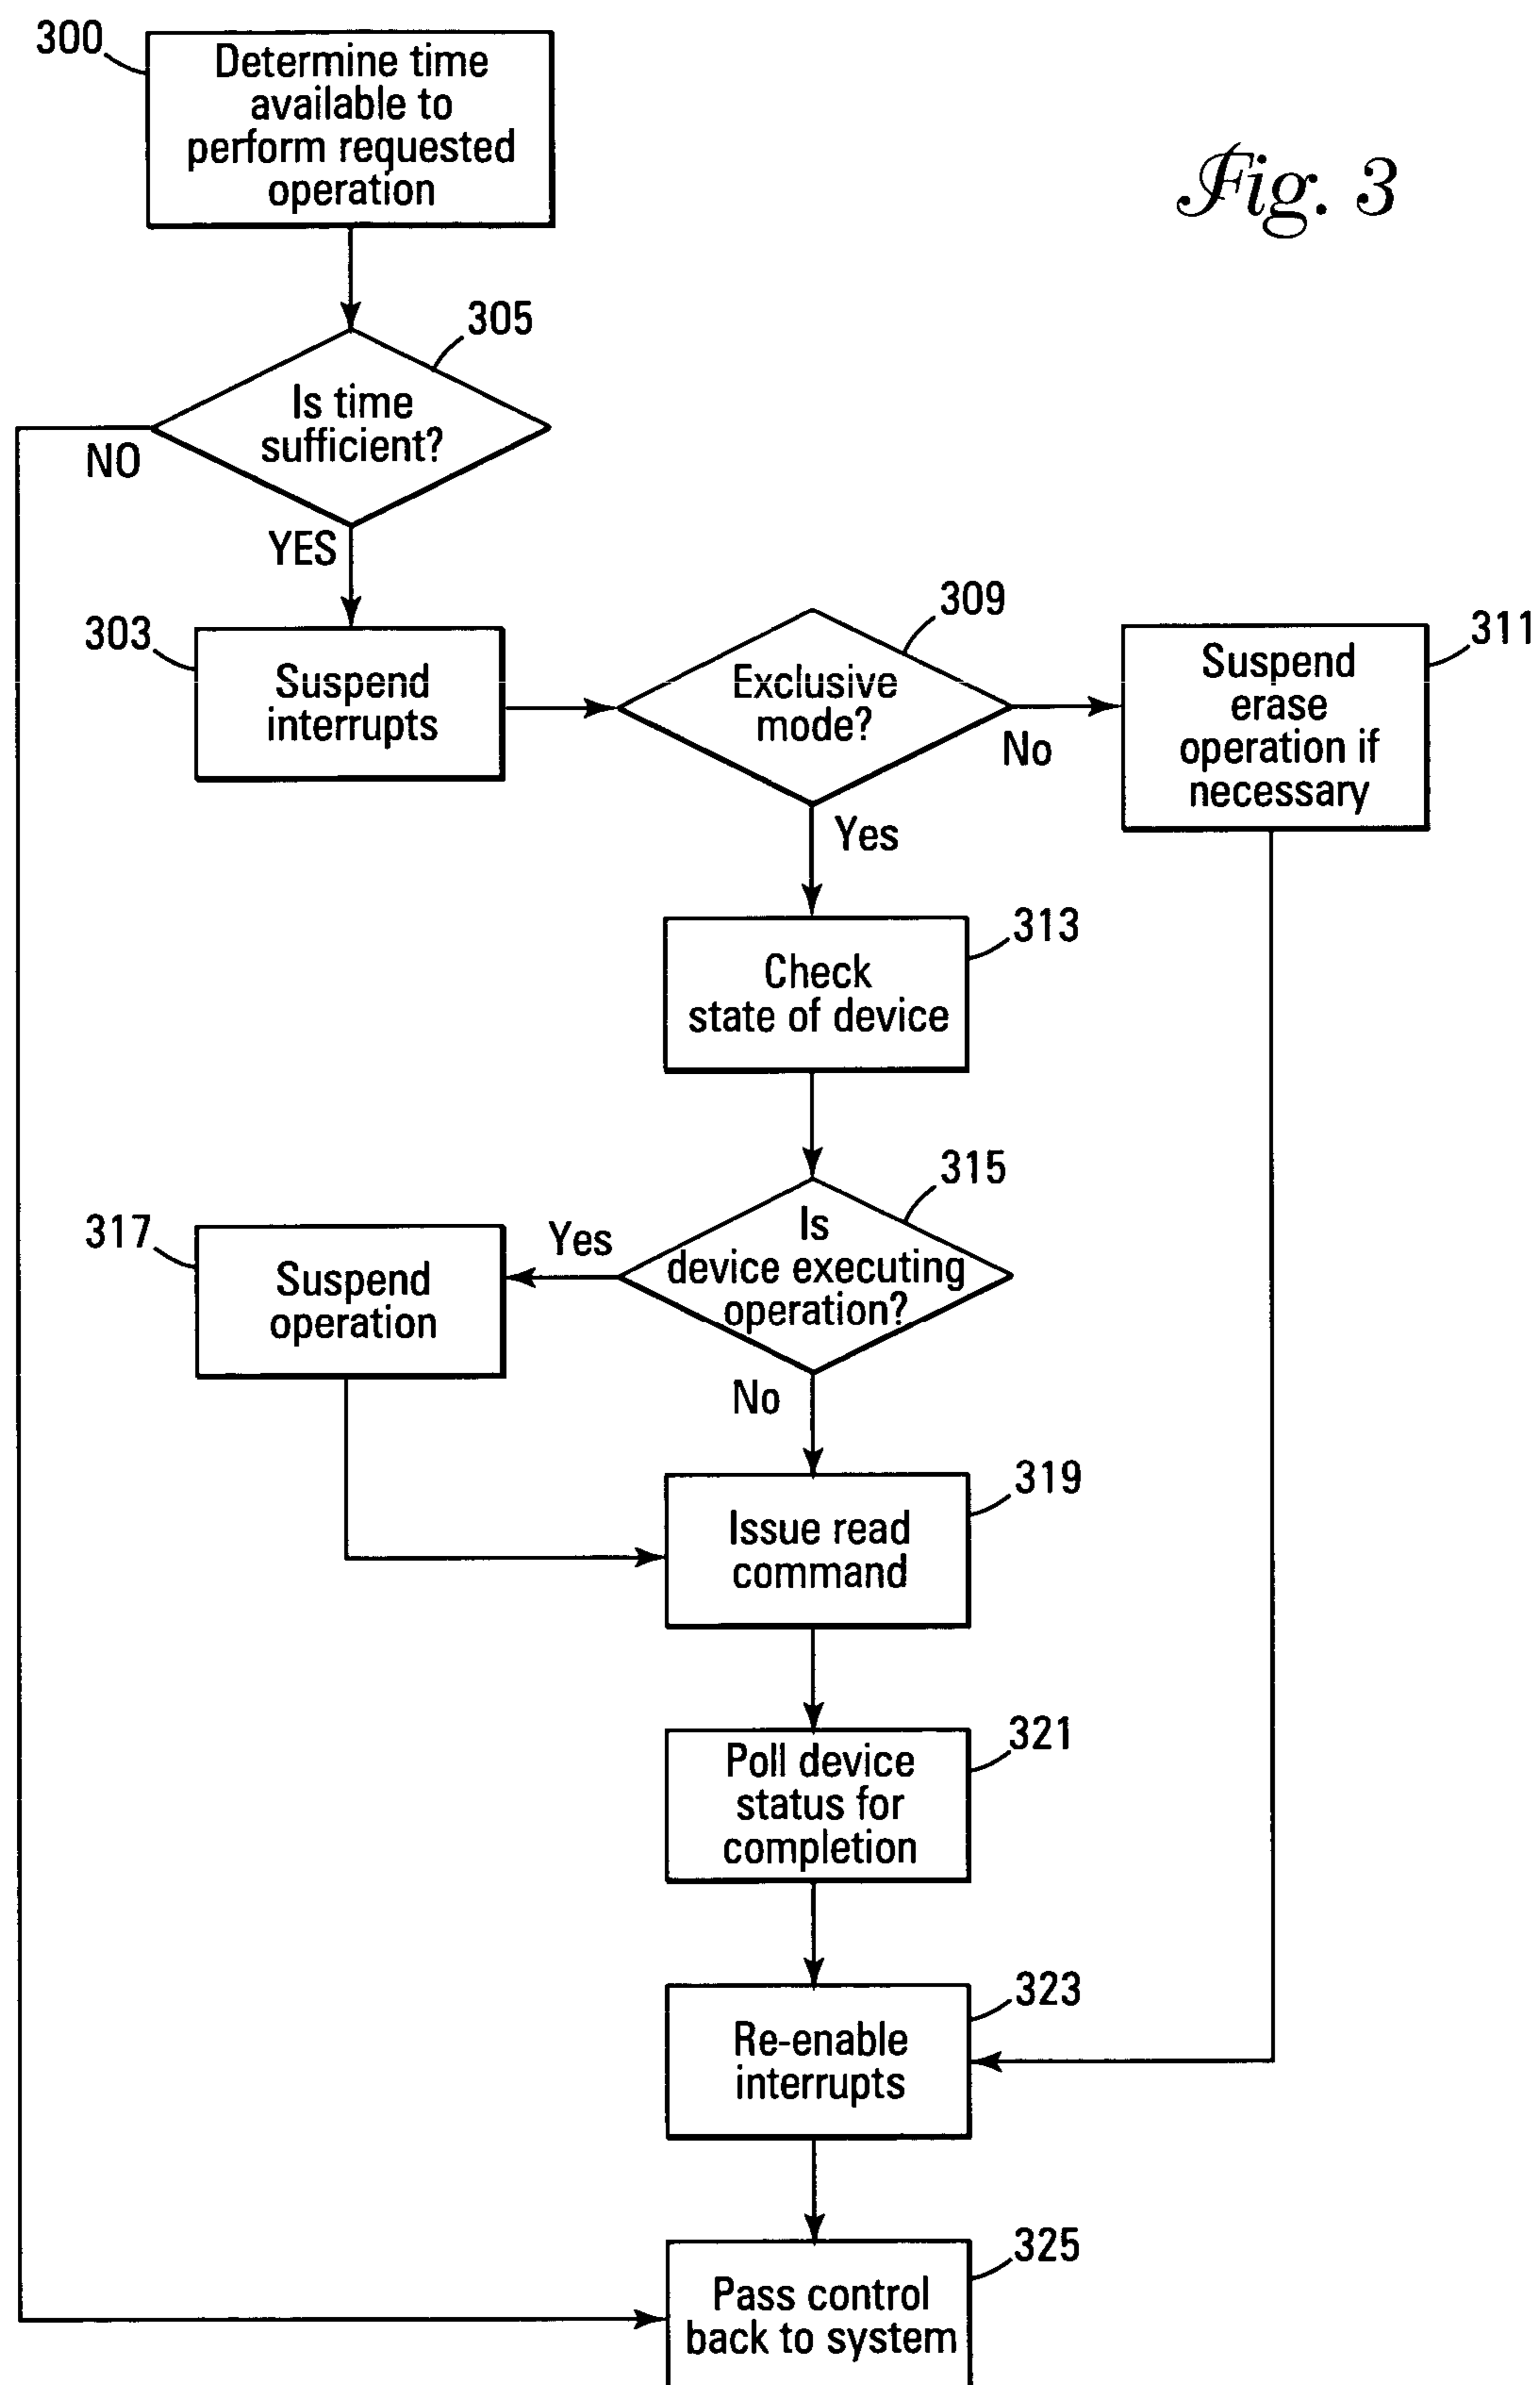 300
Determine time
available to
perform requested
operation
Fig. 3
305
Is time
sufficient?
NO
YES
303
Suspend
interrupts
309
Exclusive
mode?
No
Yes
311
Suspend
erase
operation if
necessary
313
Check
state of device
315
Is
device executing
operation?
Yes
No
317
Suspend
operation
319
Issue read
command
321
Poll device
status for
completion
323
Re-enable
interrupts
325
Pass control
back to system